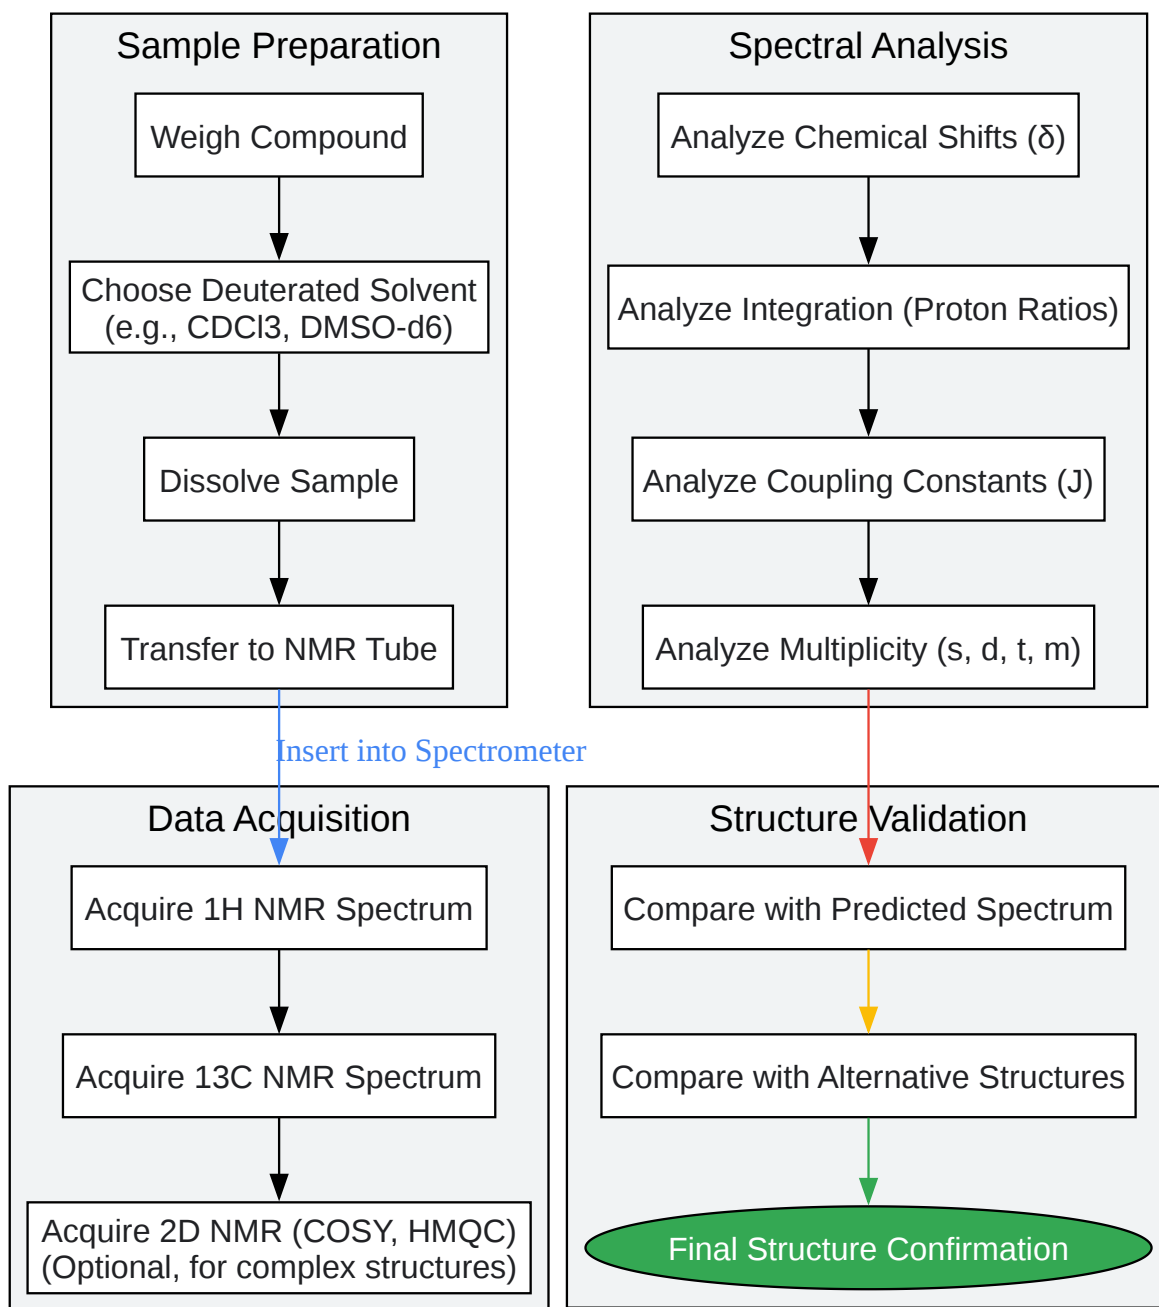 Sample Preparation
Weigh Compound
Choose Deuterated Solvent
(e.g., CDCl3, DMSO-d6)
Dissolve Sample
Transfer to NMR Tube
Insert into Spectrometer
Data Acquisition
Acquire 1H NMR Spectrum
Acquire 13C NMR Spectrum
Acquire 2D NMR (COSY, HMQC)
(Optional, for complex structures)
Spectral Analysis
Analyze Chemical Shifts (δ)
Analyze Integration (Proton Ratios)
Analyze Coupling Constants (J)
Analyze Multiplicity (s, d, t, m)
Structure Validation
Compare with Predicted Spectrum
Compare with Alternative Structures
Final Structure Confirmation